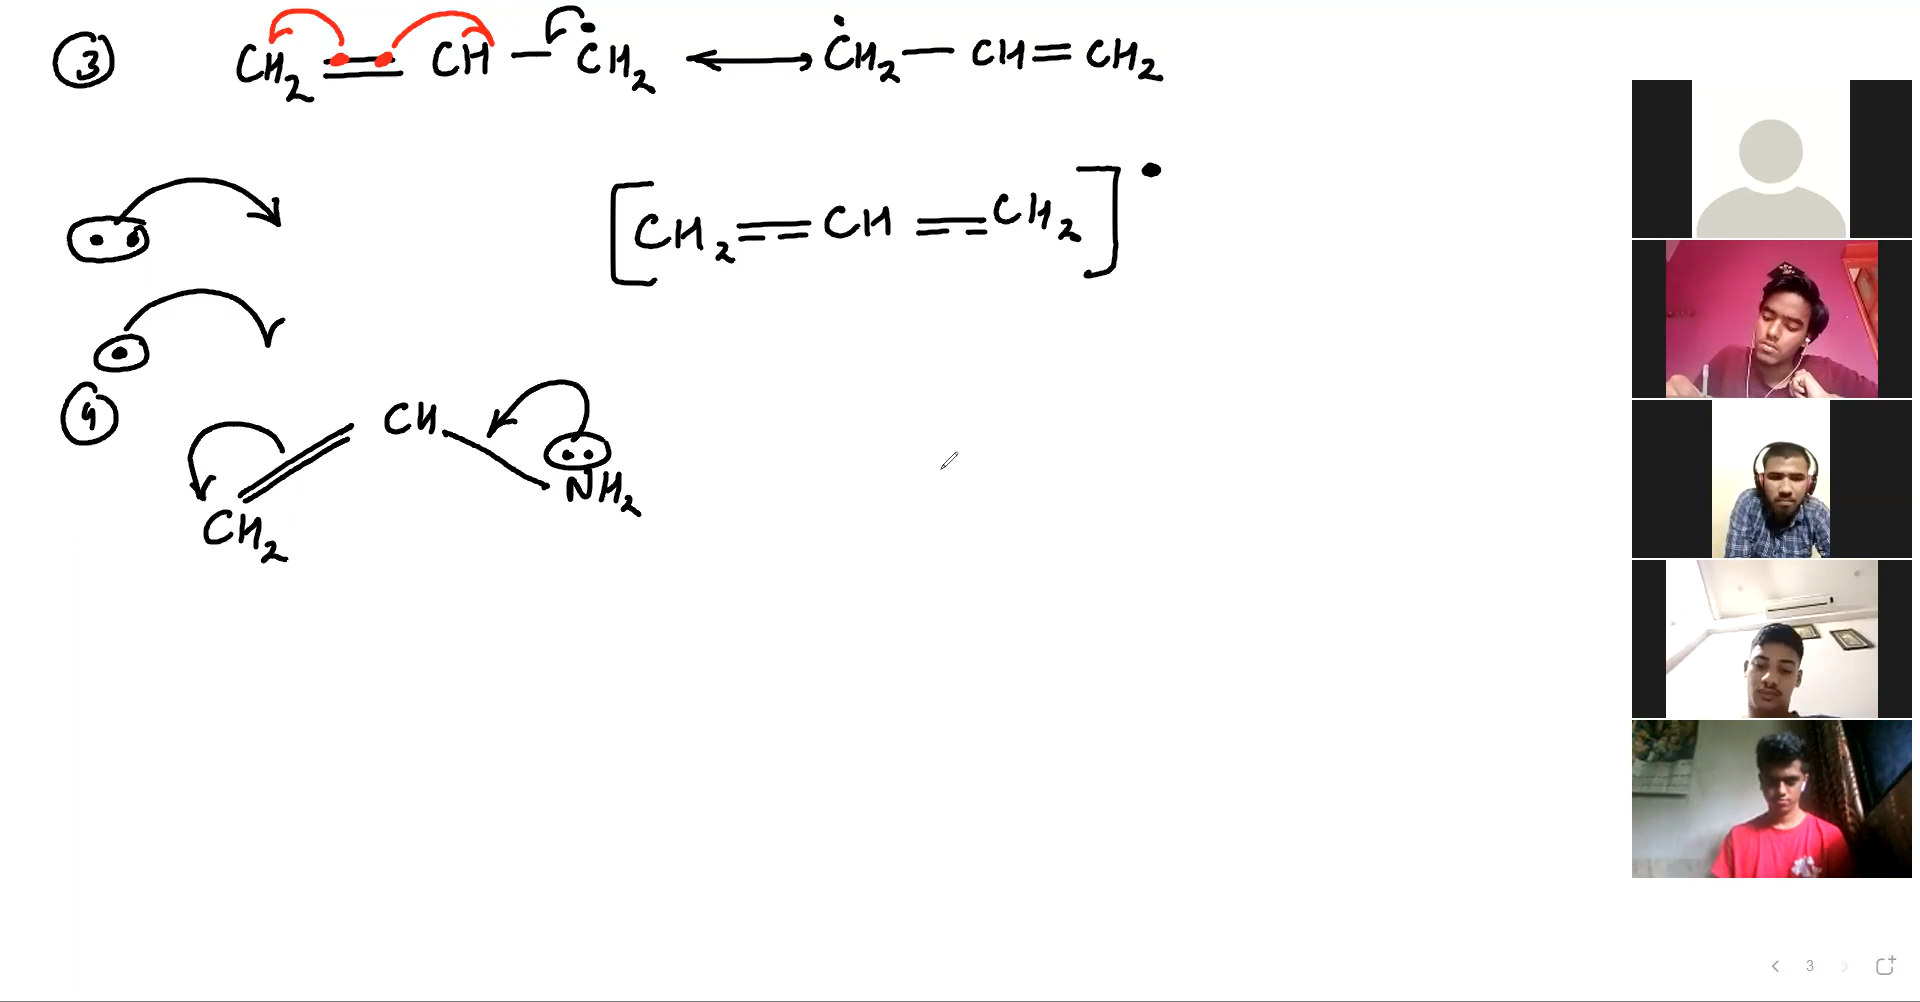 ③ CH₂ = CH – ĊH₂ ⟷ ĊH₂ – CH = CH₂
[CH₂ == CH == CH₂]•
④ CH
NH₂
CH₂
3